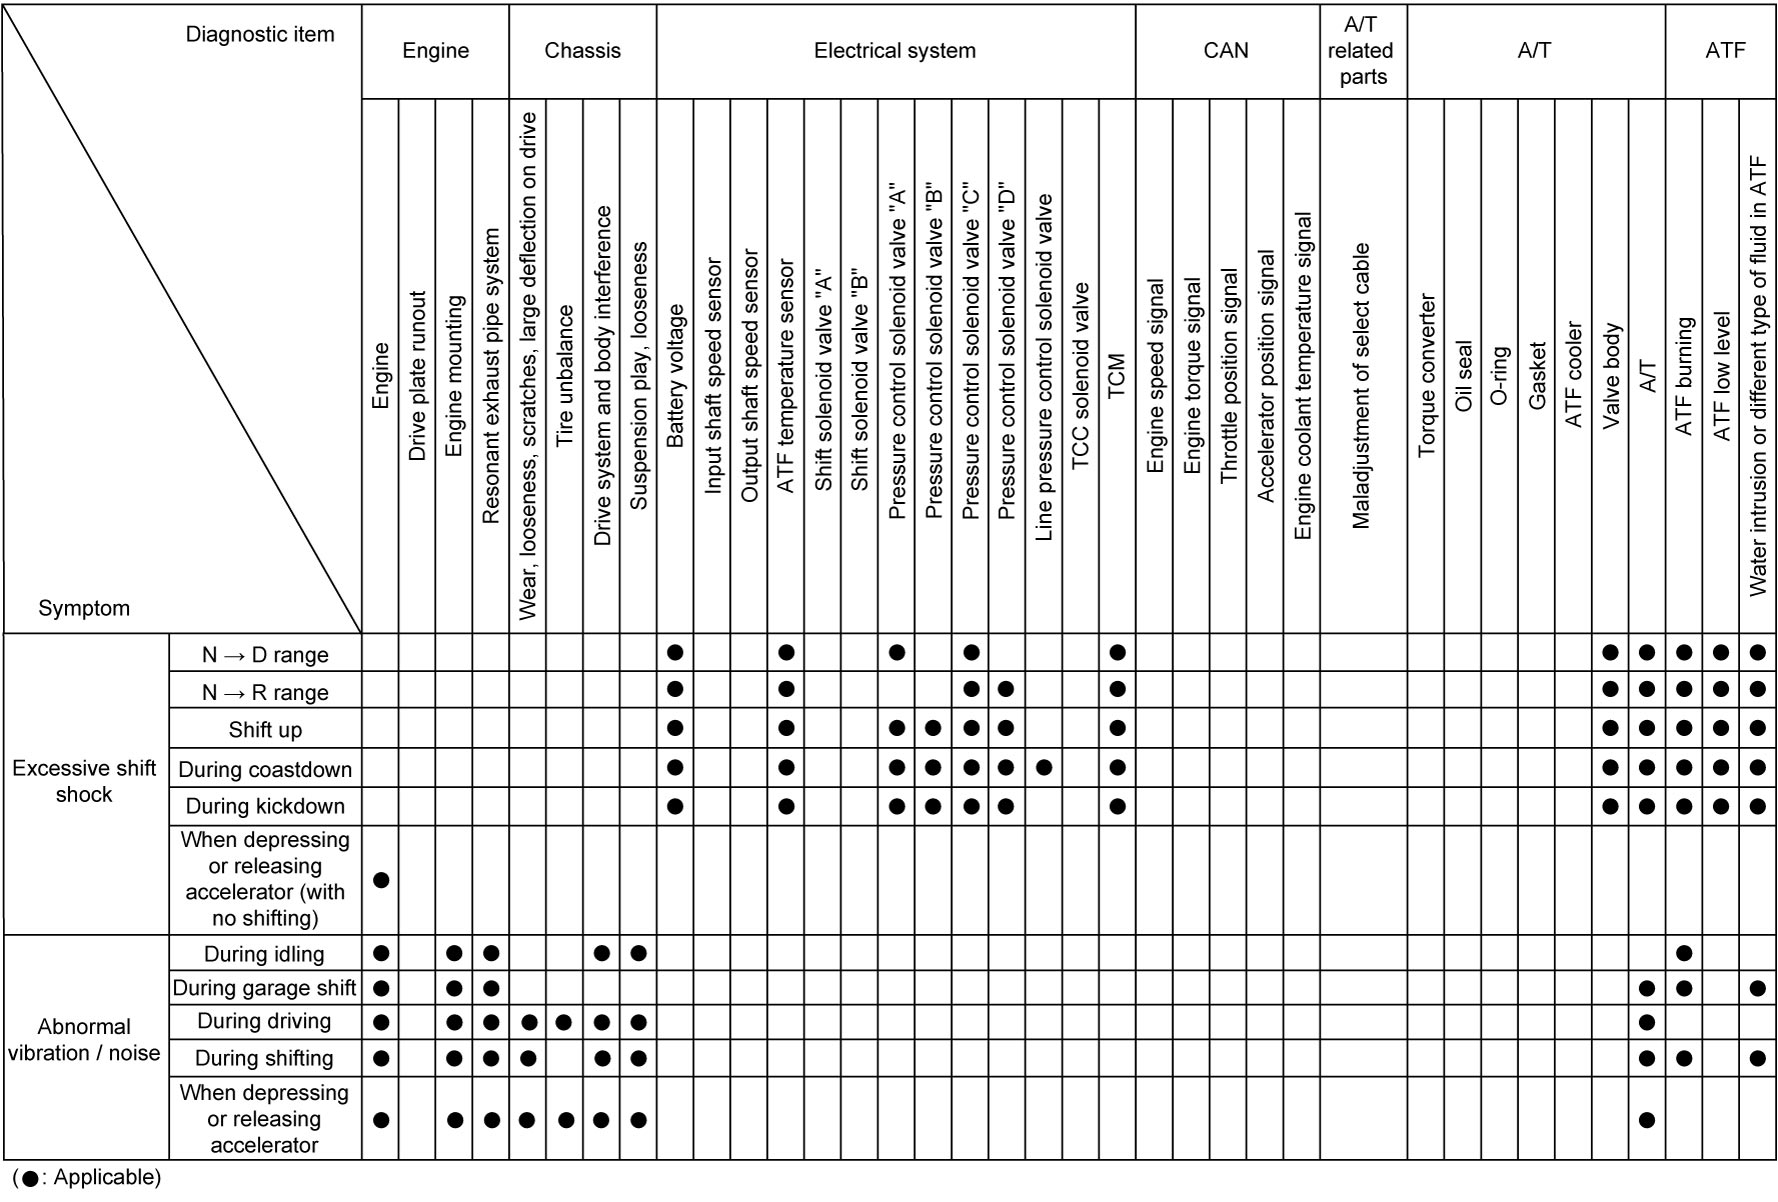 Diagnostic item
Symptom
Engine
Chassis
Electrical system
CAN
A/T
related
parts
A/T
ATF
Engine
Drive plate runout
Engine mounting
Resonant exhaust pipe system
Wear, looseness, scratches, large deflection on drive
Tire unbalance
Drive system and body interference
Suspension play, looseness
Battery voltage
Input shaft speed sensor
Output shaft speed sensor
ATF temperature sensor
Shift solenoid valve "A"
Shift solenoid valve "B"
Pressure control solenoid valve "A"
Pressure control solenoid valve "B"
Pressure control solenoid valve "C"
Pressure control solenoid valve "D"
Line pressure control solenoid valve
TCC solenoid valve
TCM
Engine speed signal
Engine torque signal
Throttle position signal
Accelerator position signal
Engine coolant temperature signal
Maladjustment of select cable
Torque converter
Oil seal
O-ring
Gasket
ATF cooler
Valve body
A/T
ATF burning
ATF low level
Water intrusion or different type of fluid in ATF
Excessive shift
shock
N → D range ● ● ● ● ● ● ● ● ● ●
N → R range ● ● ● ● ● ● ● ● ● ●
Shift up ● ● ● ● ● ● ● ● ● ● ● ●
During coastdown ● ● ● ● ● ● ● ● ● ● ● ● ●
During kickdown ● ● ● ● ● ● ● ● ● ● ● ●
When depressing
or releasing
accelerator (with
no shifting) ●
Abnormal
vibration / noise
During idling ● ● ● ● ● ●
During garage shift ● ● ● ● ● ●
During driving ● ● ● ● ● ● ● ●
During shifting ● ● ● ● ● ● ● ● ●
When depressing
or releasing
accelerator ● ● ● ● ● ● ● ●
(●: Applicable)